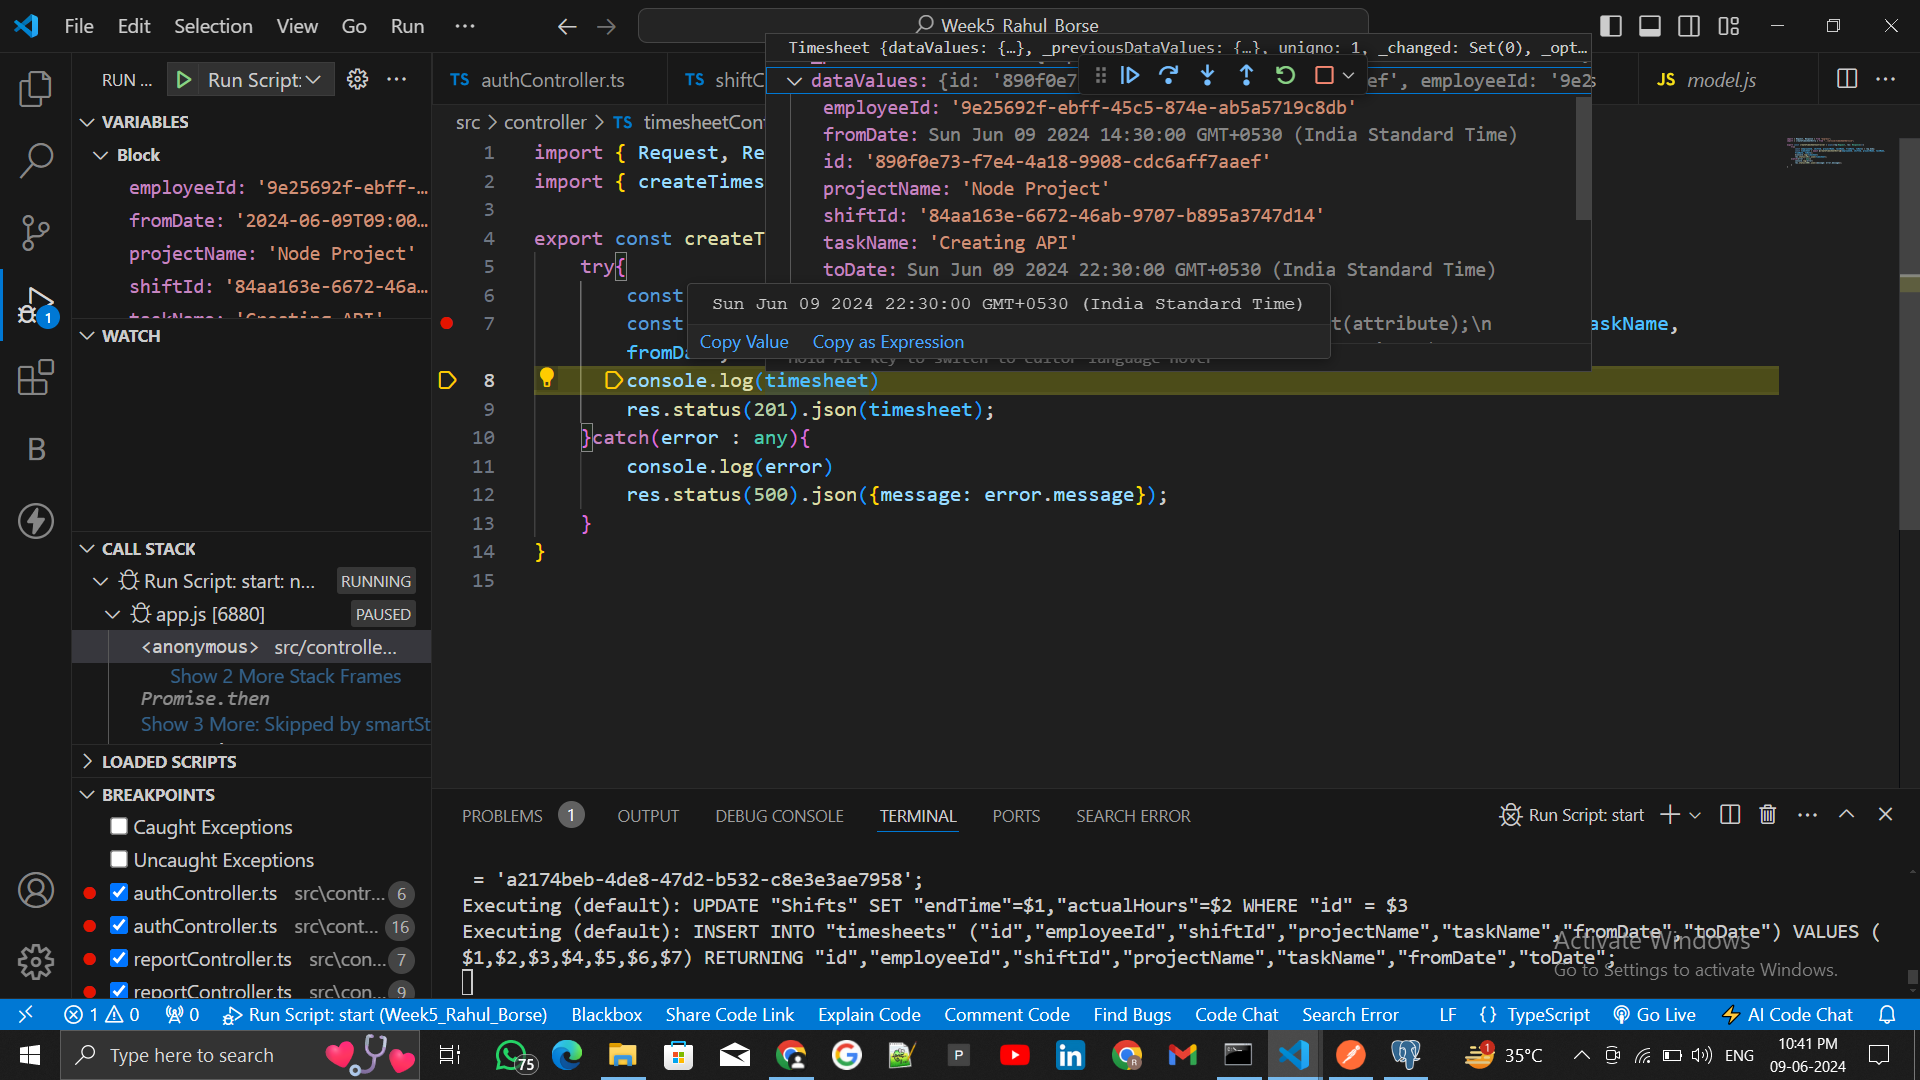 File Edit Selection View Go Run ···
Week5_Rahul_Borse
RUN ...
Run Script:
TS authController.ts
TS shiftC
JS model.js
Timesheet {dataValues: {…}, _previousDataValues: {…}, uniqno: 1, _changed: Set(0), _opt…
dataValues: {id: '890f0e7
ef', employeeId: '9e2
employeeId: '9e25692f-ebff-45c5-874e-ab5a5719c8db'
fromDate: Sun Jun 09 2024 14:30:00 GMT+0530 (India Standard Time)
id: '890f0e73-f7e4-4a18-9908-cdc6aff7aaef'
projectName: 'Node Project'
shiftId: '84aa163e-6672-46ab-9707-b895a3747d14'
taskName: 'Creating API'
toDate: Sun Jun 09 2024 22:30:00 GMT+0530 (India Standard Time)
Sun Jun 09 2024 22:30:00 GMT+0530 (India Standard Time)
Copy Value Copy as Expression
Hold Alt key to switch to editor language hover
VARIABLES
Block
employeeId: '9e25692f-ebff-...
fromDate: '2024-06-09T09:00...
projectName: 'Node Project'
shiftId: '84aa163e-6672-46a...
taskName: 'Creating API'
WATCH
CALL STACK
Run Script: start: n... RUNNING
app.js [6880] PAUSED
<anonymous> src/controlle...
Show 2 More Stack Frames
Promise.then
Show 3 More: Skipped by smartSt
LOADED SCRIPTS
BREAKPOINTS
Caught Exceptions
Uncaught Exceptions
authController.ts src\contr... 6
authController.ts src\cont... 16
reportController.ts src\con... 7
reportController.ts src\con... 9
1
B
src > controller > TS timesheetCon
1 import { Request, Re
2 import { createTimes
3
4 export const createT
5 try{
6 const
7 const t(attribute);\n askName,
fromDa
8 console.log(timesheet)
9 res.status(201).json(timesheet);
10 }catch(error : any){
11 console.log(error)
12 res.status(500).json({message: error.message});
13 }
14 }
15
PROBLEMS 1 OUTPUT DEBUG CONSOLE TERMINAL PORTS SEARCH ERROR
Run Script: start
= 'a2174beb-4de8-47d2-b532-c8e3e3ae7958';
Executing (default): UPDATE "Shifts" SET "endTime"=$1,"actualHours"=$2 WHERE "id" = $3
Executing (default): INSERT INTO "timesheets" ("id","employeeId","shiftId","projectName","taskName","fromDate","toDate") VALUES (
$1,$2,$3,$4,$5,$6,$7) RETURNING "id","employeeId","shiftId","projectName","taskName","fromDate","toDate";
Activate Windows
Go to Settings to activate Windows.
1 0 0 Run Script: start (Week5_Rahul_Borse) Blackbox Share Code Link Explain Code Comment Code Find Bugs Code Chat Search Error LF {} TypeScript Go Live AI Code Chat
Type here to search
75
P
1
35°C
ENG
10:41 PM
09-06-2024